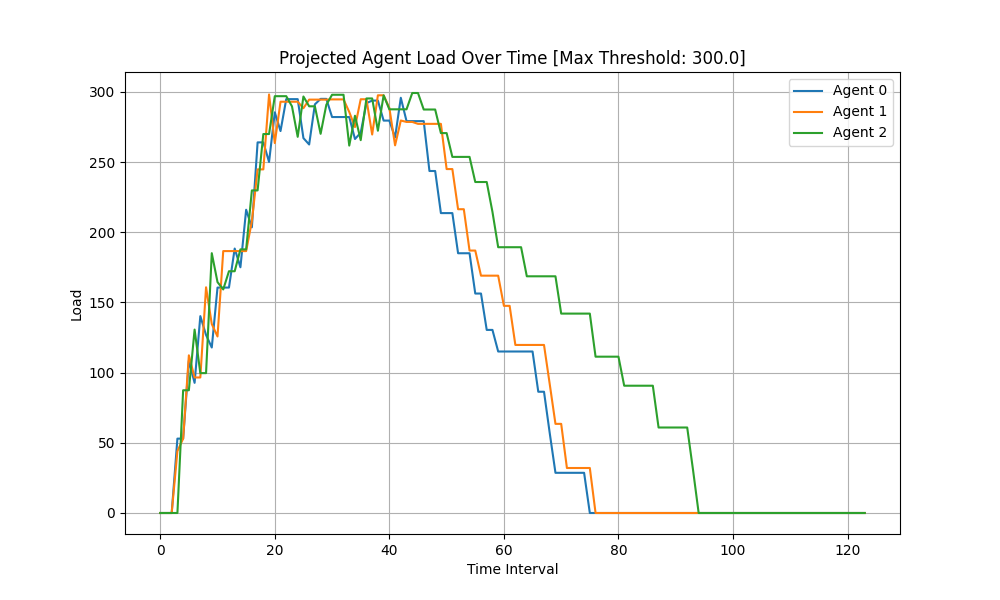 Projected Agent Load Over Time [Max Threshold: 300.0]
Agent 0
Agent 1
Agent 2
Load
300
250
200
150
100
50
0
0 20 40 60 80 100 120
Time Interval